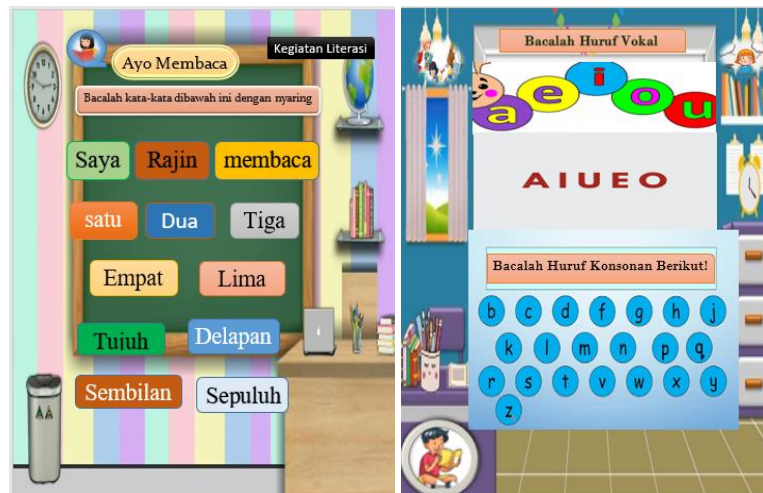 Kegiatan Literasi
Ayo Membaca
Bacalah kata-kata dibawah ini dengan nyaring
Saya Rajin membaca
satu Dua Tiga
Empat Lima
Tujuh Delapan
Sembilan Sepuluh
Bacalah Huruf Vokal
a e i o u
A I U E O
Bacalah Huruf Konsonan Berikut!
b c d f g h j
k l m n p q
r s t v w x y
z